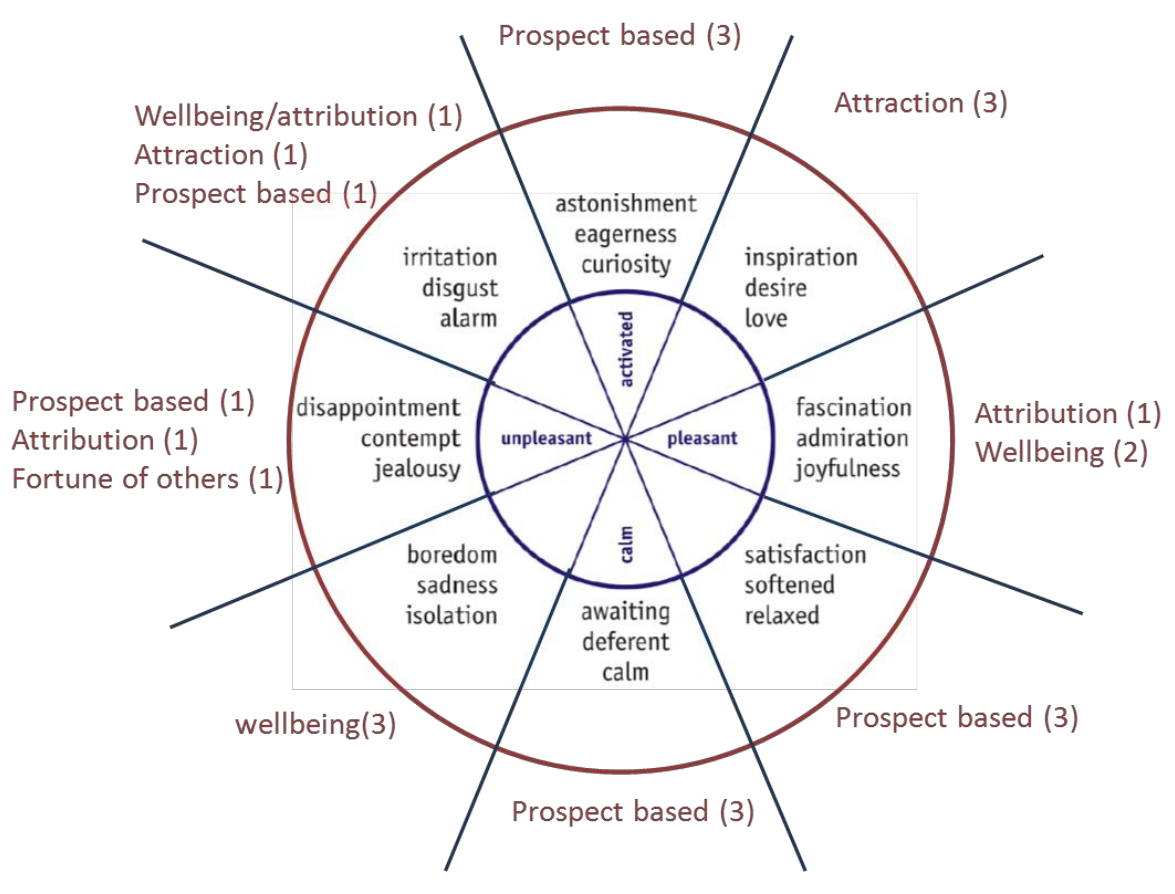 Prospect based (3)
Attraction (3)
Wellbeing/attribution (1)
Attraction (1)
Prospect based (1)
astonishment
eagerness
curiosity
irritation
disgust
alarm
inspiration
desire
love
activated
Prospect based (1)
Attribution (1)
Fortune of others (1)
disappointment
contempt
jealousy
unpleasant
pleasant
fascination
admiration
joyfulness
Attribution (1)
Wellbeing (2)
calm
boredom
sadness
isolation
awaiting
deferent
calm
satisfaction
softened
relaxed
wellbeing(3)
Prospect based (3)
Prospect based (3)